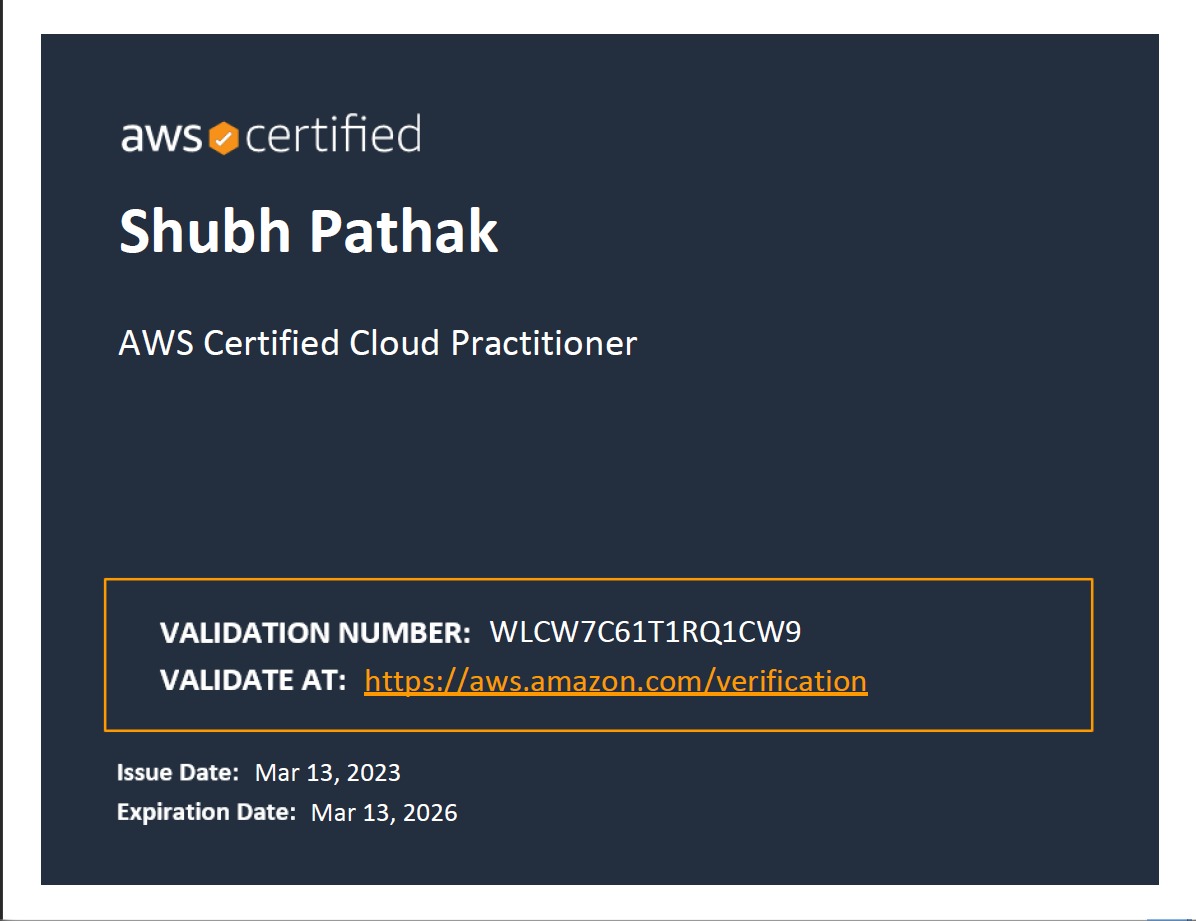 aws certified
Shubh Pathak
AWS Certified Cloud Practitioner
VALIDATION NUMBER: WLCW7C61T1RQ1CW9
VALIDATE AT: https://aws.amazon.com/verification
Issue Date: Mar 13, 2023
Expiration Date: Mar 13, 2026